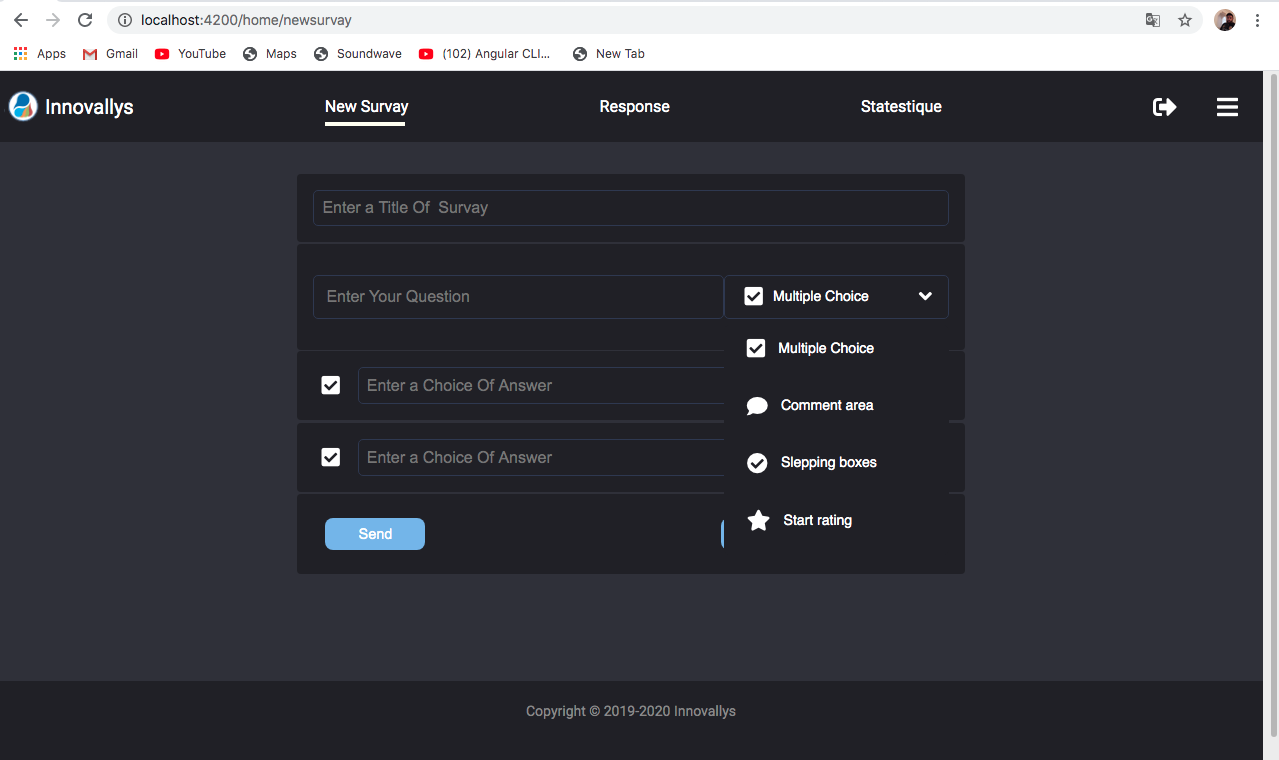 localhost:4200/home/newsurvay
Apps Gmail YouTube Maps Soundwave (102) Angular CLI... New Tab
Innovallys New Survay Response Statestique
Enter a Title Of Survay
Enter Your Question Multiple Choice
Multiple Choice
Enter a Choice Of Answer
Comment area
Enter a Choice Of Answer
Slepping boxes
Start rating
Send
Copyright © 2019-2020 Innovallys